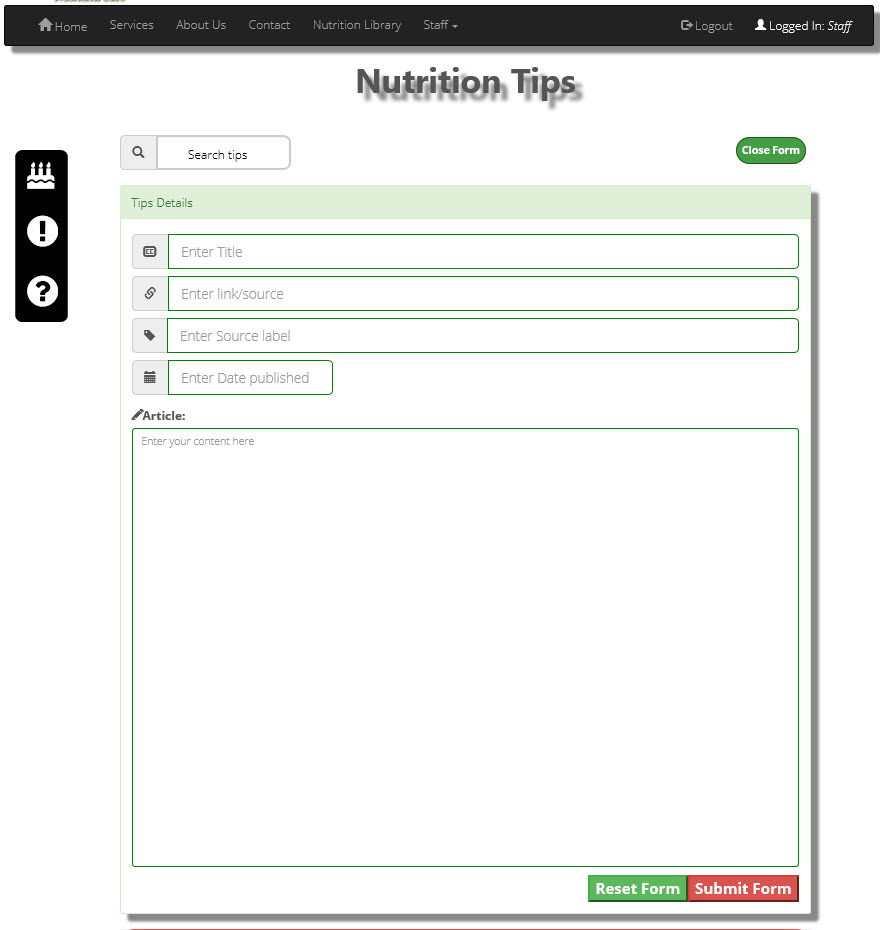 Home Services About Us Contact Nutrition Library Staff Logout Logged In: Staff
Nutrition Tips
Search tips
Close Form
Tips Details
Enter Title
Enter link/source
Enter Source label
Enter Date published
Article:
Enter your content here
Reset Form Submit Form